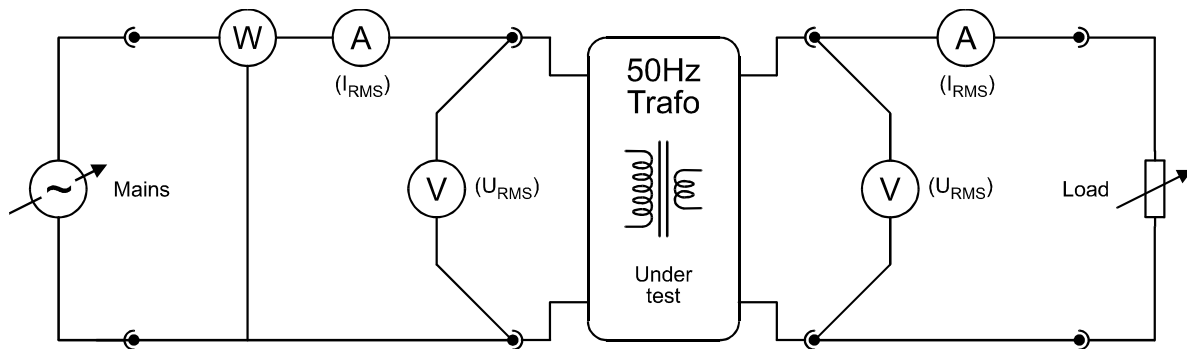 W
A
(I_RMS)
~
Mains
V
(U_RMS)
50Hz
Trafo
Under
test
V
(U_RMS)
A
(I_RMS)
Load